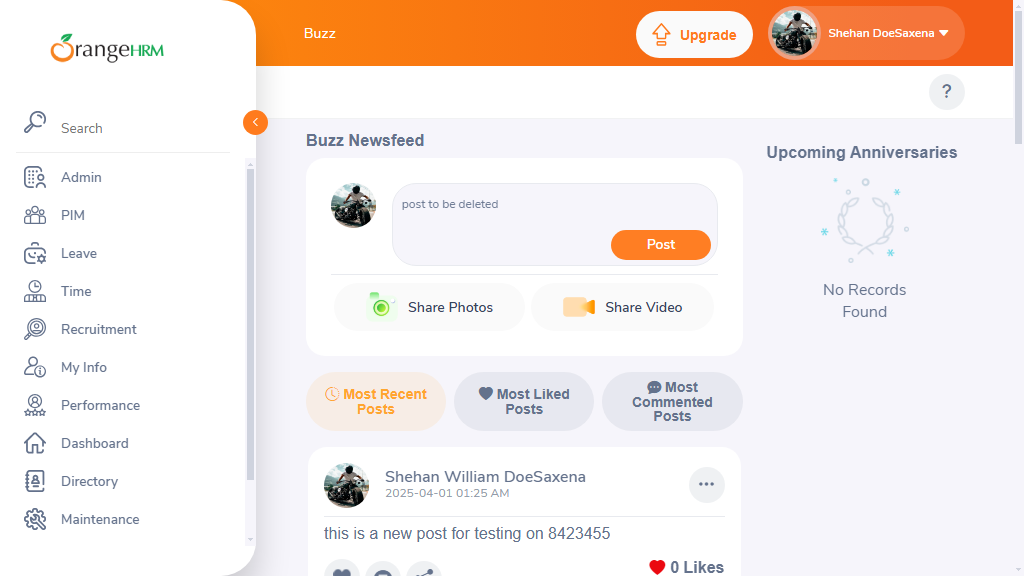 OrangeHRM
Search
Admin
PIM
Leave
Time
Recruitment
My Info
Performance
Dashboard
Directory
Maintenance
Buzz
Upgrade
Shehan DoeSaxena
?
Buzz Newsfeed
post to be deleted
Post
Share Photos
Share Video
Most Recent
Posts
Most Liked
Posts
Most
Commented
Posts
Shehan William DoeSaxena
2025-04-01 01:25 AM
this is a new post for testing on 8423455
0 Likes
Upcoming Anniversaries
No Records
Found